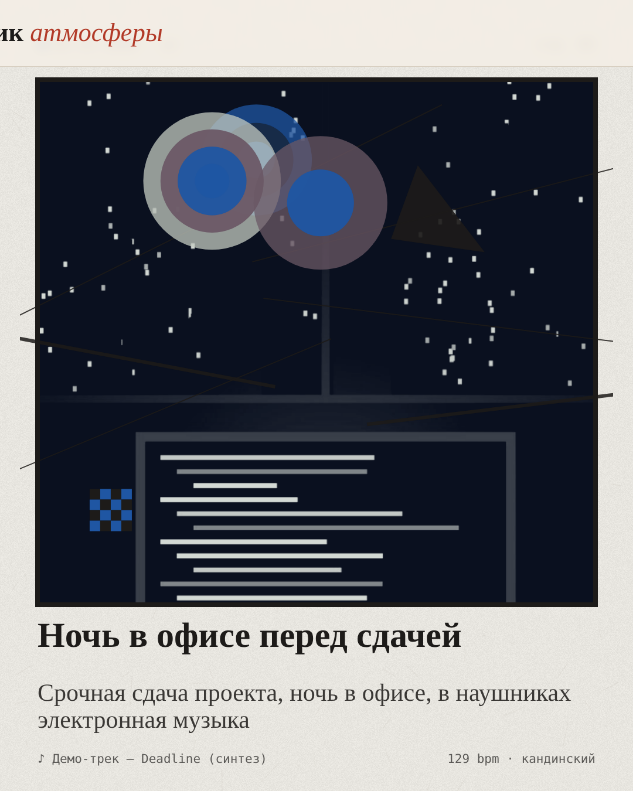 ик атмосферы
Ночь в офисе перед сдачей
Срочная сдача проекта, ночь в офисе, в наушниках
электронная музыка
♪ Демо-трек — Deadline (синтез)
129 bpm · кандинский